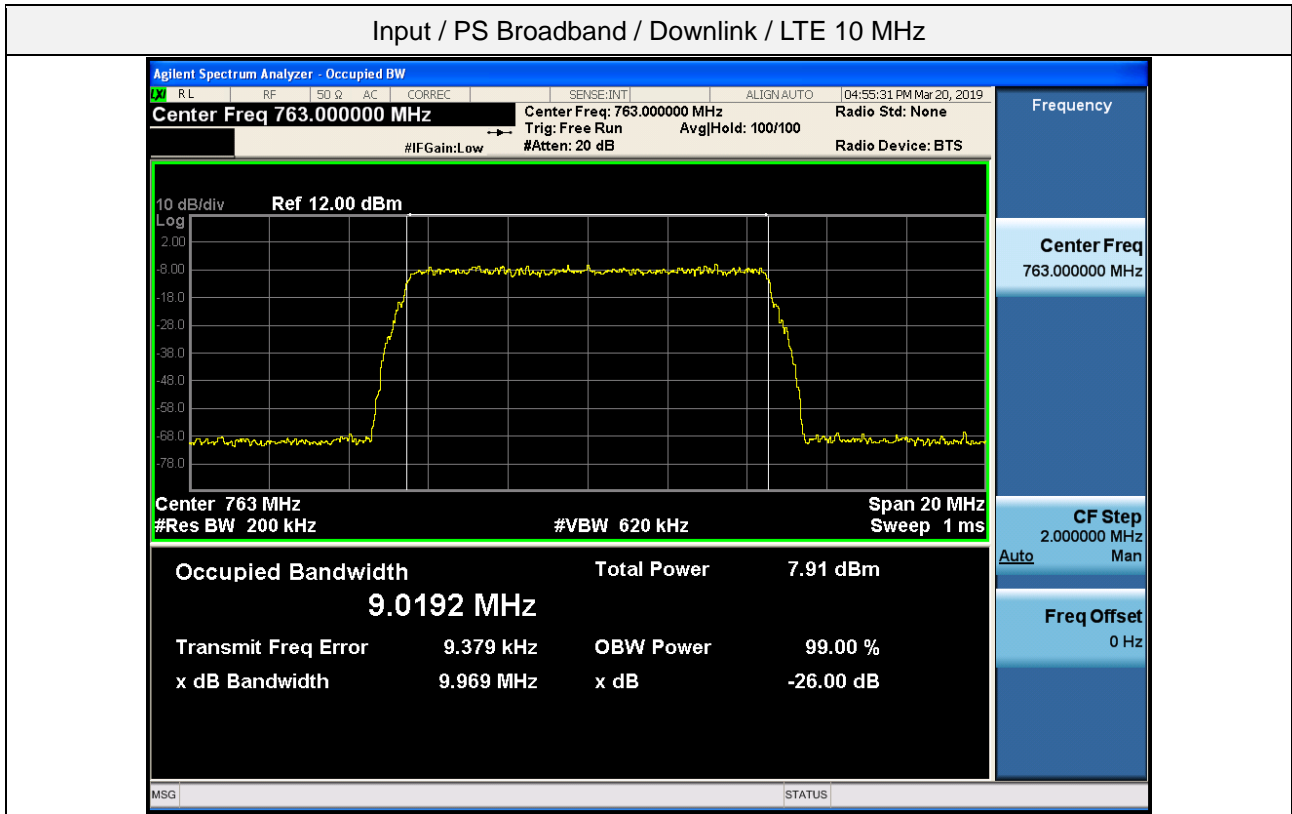 Input / PS Broadband / Downlink / LTE 10 MHz
Agilent Spectrum Analyzer - Occupied BW
LXI RL RF 50 Ω AC CORREC SENSE:INT ALIGN AUTO 04:55:31 PM Mar 20, 2019
Center Freq 763.000000 MHz Center Freq: 763.000000 MHz Radio Std: None
Trig: Free Run Avg|Hold: 100/100
#IFGain:Low #Atten: 20 dB Radio Device: BTS
Frequency
10 dB/div Ref 12.00 dBm
Log
2.00
-8.00
-18.0
-28.0
-38.0
-48.0
-58.0
-68.0
-78.0
Center 763 MHz Span 20 MHz
#Res BW 200 kHz #VBW 620 kHz Sweep 1 ms
Occupied Bandwidth Total Power 7.91 dBm
9.0192 MHz
Transmit Freq Error 9.379 kHz OBW Power 99.00 %
x dB Bandwidth 9.969 MHz x dB -26.00 dB
Center Freq
763.000000 MHz
CF Step
2.000000 MHz
Auto Man
Freq Offset
0 Hz
MSG STATUS